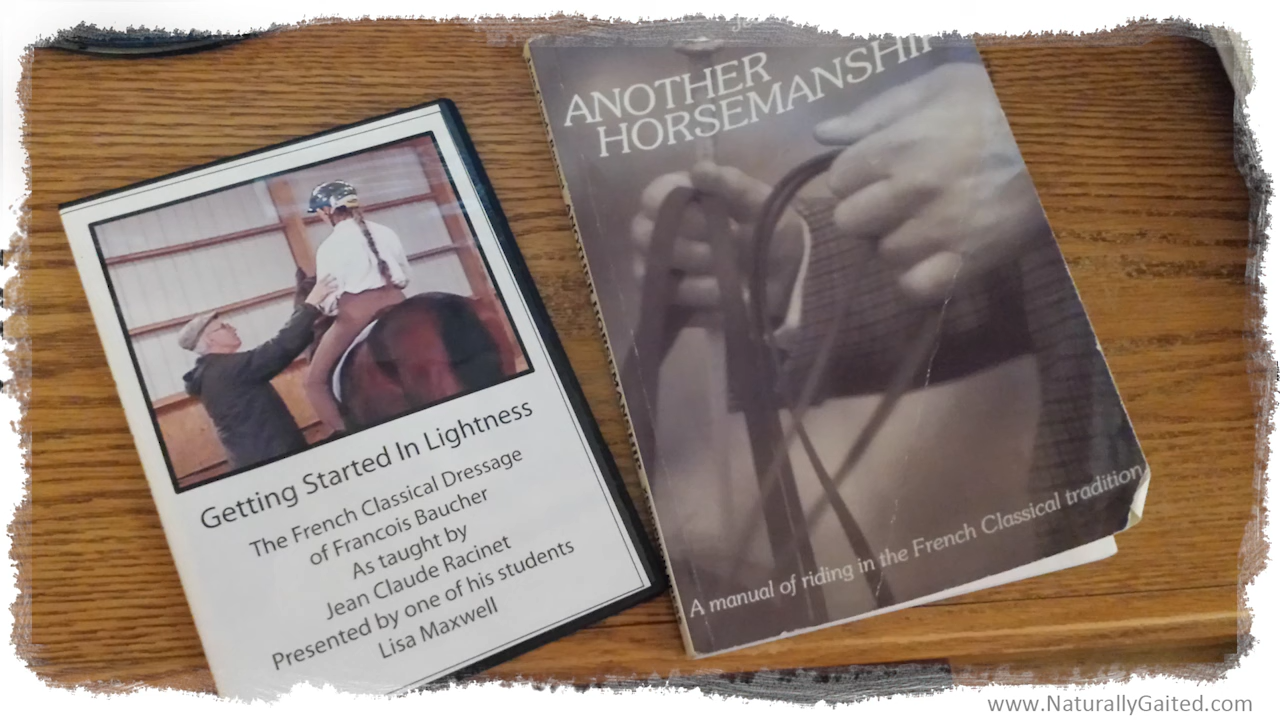 Getting Started In Lightness
The French Classical Dressage
of Francois Baucher
As taught by
Jean Claude Racinet
Presented by one of his students
Lisa Maxwell
ANOTHER
HORSEMANSHIP
A manual of riding in the French Classical tradition
www.NaturallyGaited.com